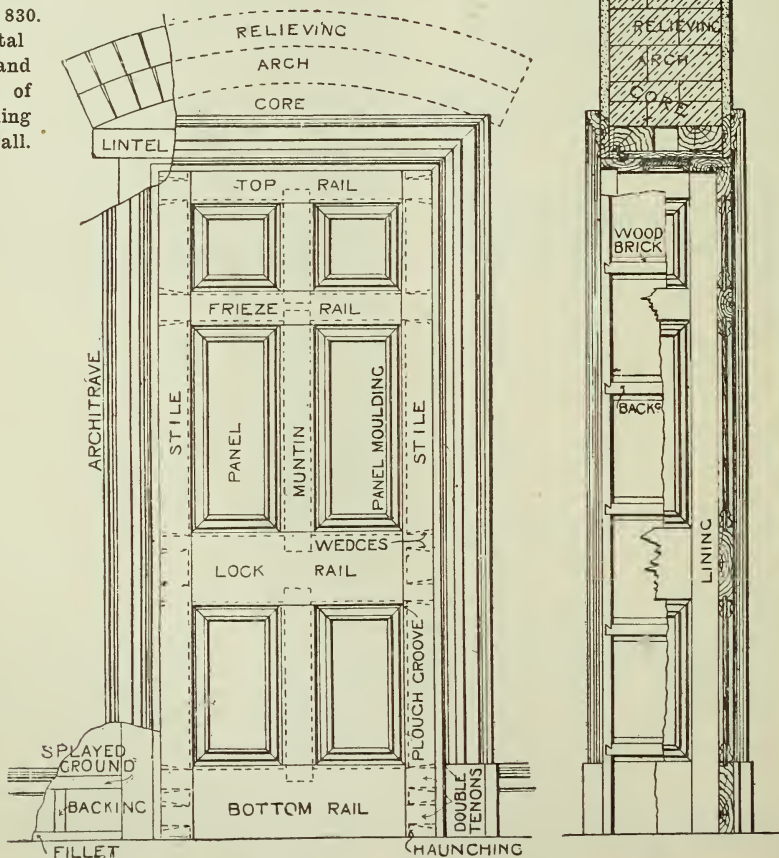 830.
tal
and
of
ing
all.
RELIEVING
ARCH
CORE
LINTEL
TOP RAIL
FRIEZE RAIL
ARCHITRAVE
STILE
PANEL
MUNTIN
PANEL MOULDING
STILE
WEDGES
LOCK RAIL
PLOUGH GROOVE
SPLAYED
GROUND
BACKING
BOTTOM RAIL
DOUBLE
TENONS
FILLET
HAUNCHING
RELIEVING
ARCH
CORE
WOOD
BRICK
BACKG
LINING